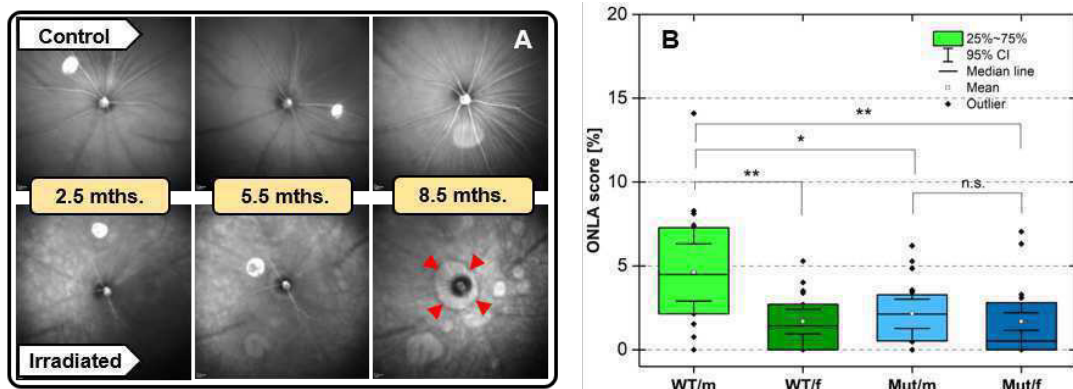 Control
A
2.5 mths.
5.5 mths.
8.5 mths.
Irradiated
B
20
15
10
5
0
ONLA score [%]
25%~75%
95% CI
Median line
Mean
Outlier
**
*
**
n.s.
WT/m
WT/f
Mut/m
Mut/f